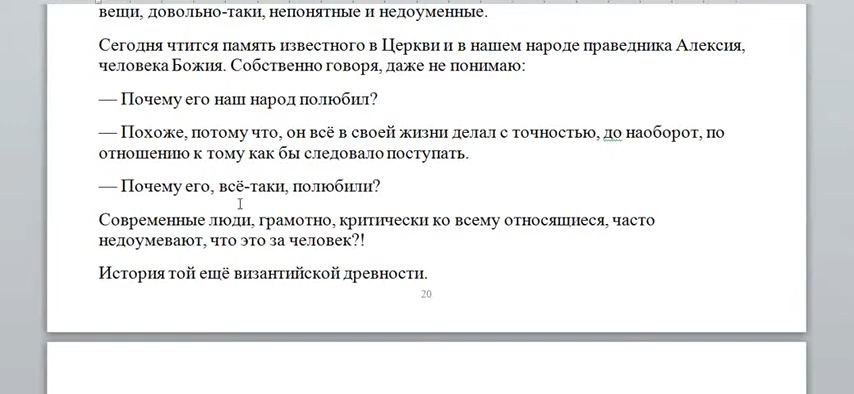 вещи, довольно-таки, непонятные и недоуменные.
Сегодня чтится память известного в Церкви и в нашем народе праведника Алексия,
человека Божия. Собственно говоря, даже не понимаю:
— Почему его наш народ полюбил?
— Похоже, потому что, он всё в своей жизни делал с точностью, до наоборот, по
отношению к тому как бы следовало поступать.
— Почему его, всё-таки, полюбили?
Современные люди, грамотно, критически ко всему относящиеся, часто
недоумевают, что это за человек?!
История той ещё византийской древности.
20